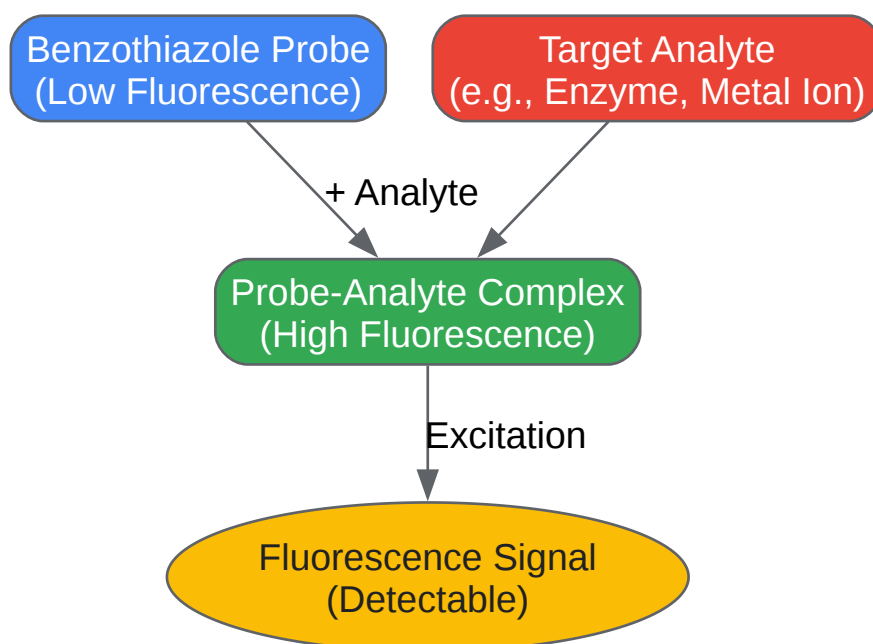 Benzothiazole Probe
(Low Fluorescence)
Target Analyte
(e.g., Enzyme, Metal Ion)
+ Analyte
Probe-Analyte Complex
(High Fluorescence)
Excitation
Fluorescence Signal
(Detectable)